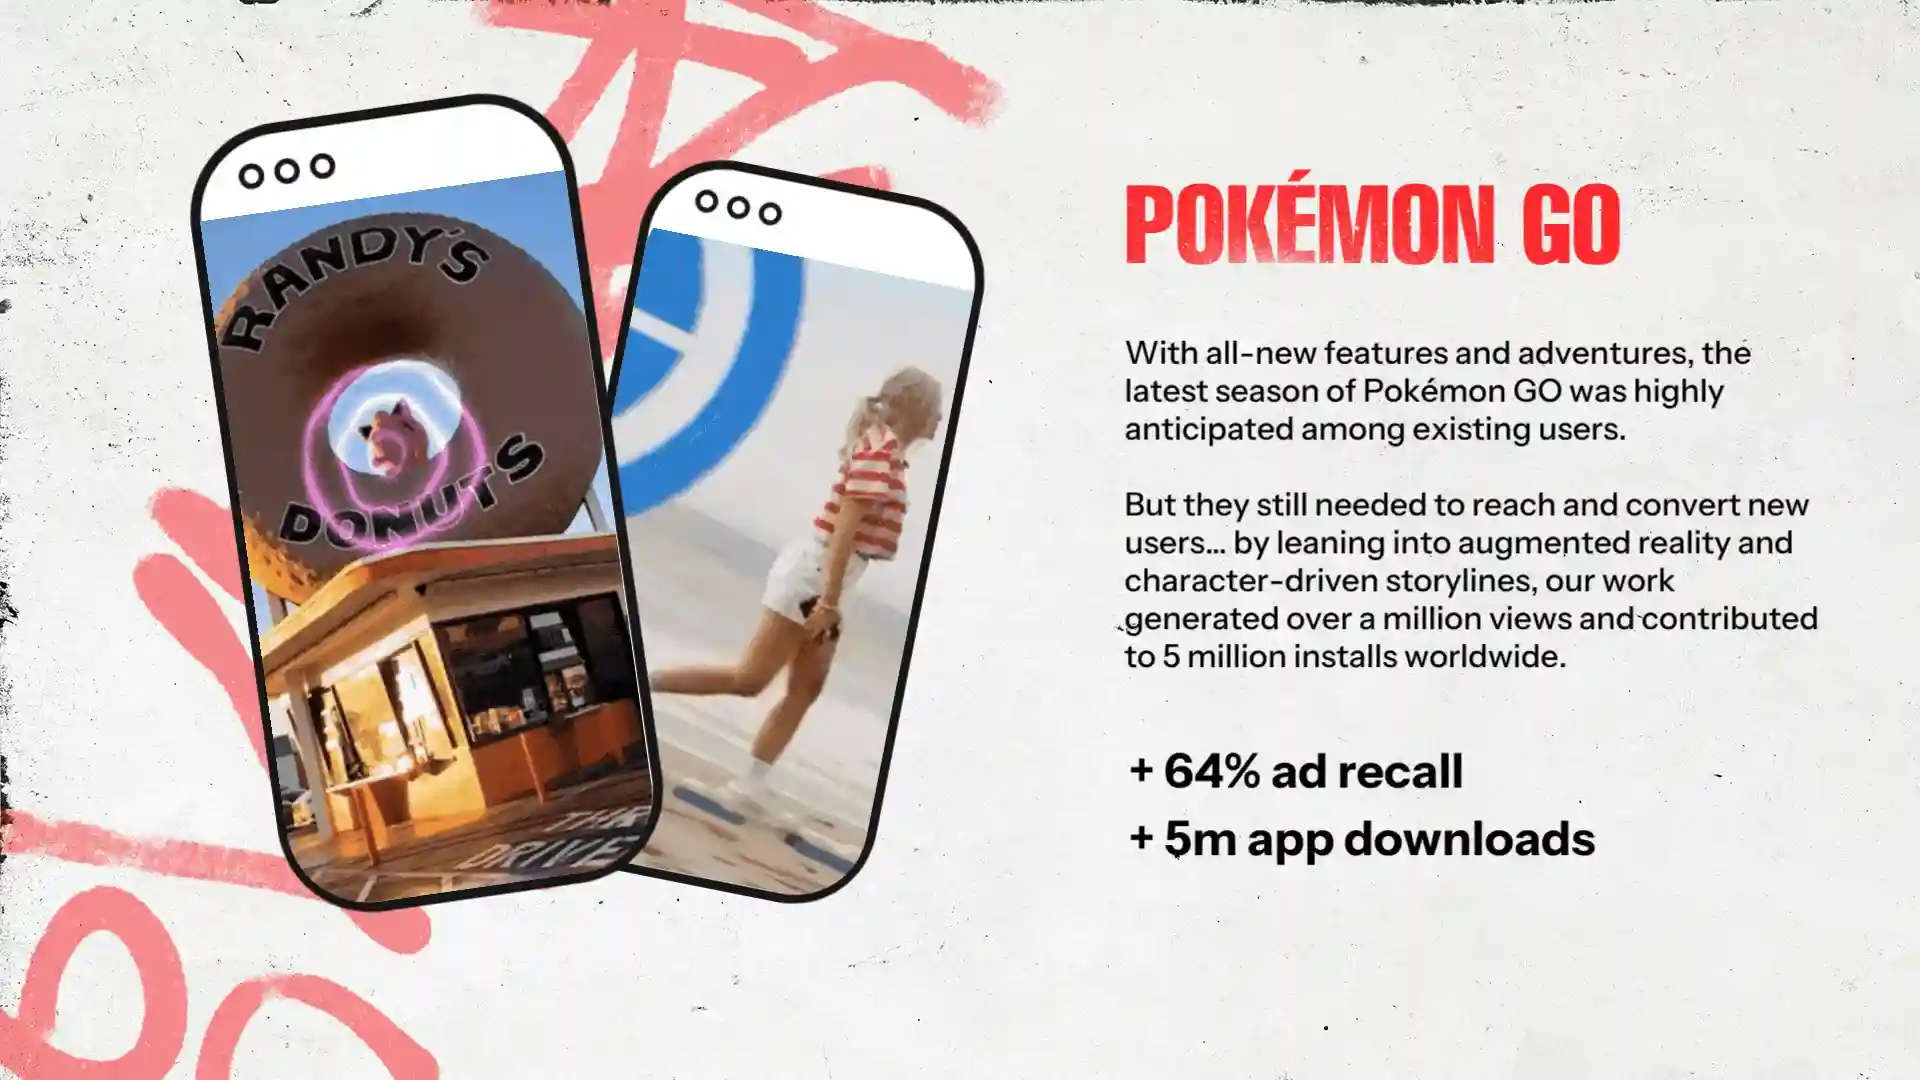 RANDY'S
DONUTS
DRIVE
POKÉMON GO
With all-new features and adventures, the
latest season of Pokémon GO was highly
anticipated among existing users.
But they still needed to reach and convert new
users... by leaning into augmented reality and
character-driven storylines, our work
generated over a million views and contributed
to 5 million installs worldwide.
+ 64% ad recall
+ 5m app downloads